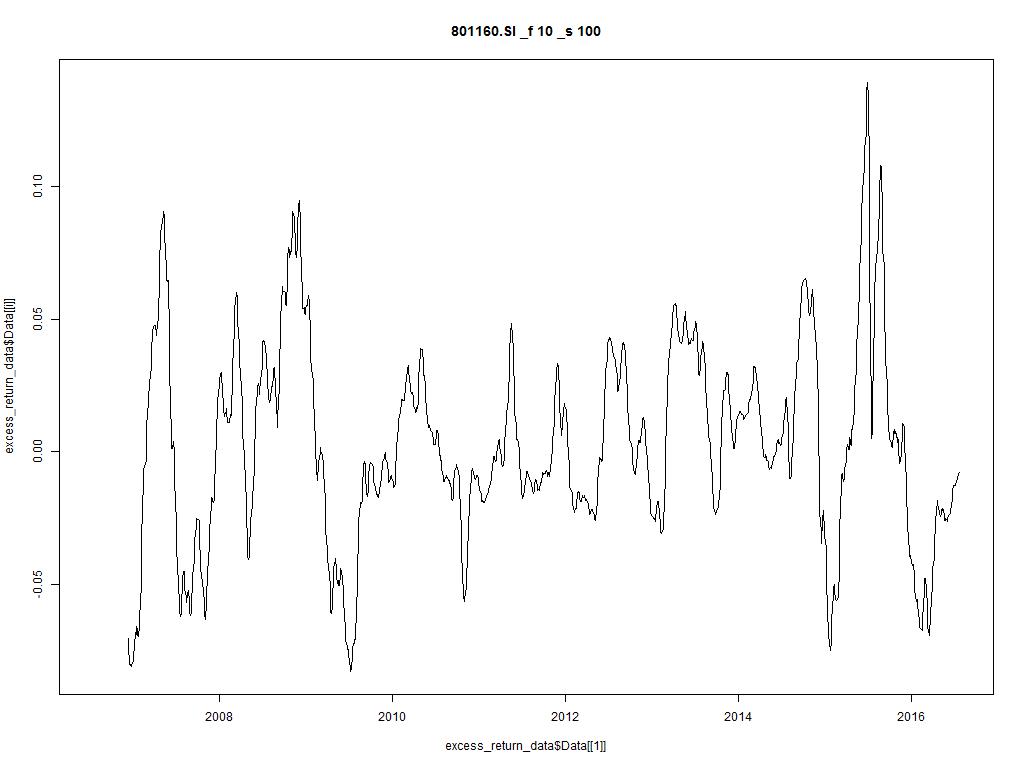 801160.SI _f 10 _s 100
excess_return_data$Data[[i]]
0.10
0.05
0.00
-0.05
2008 2010 2012 2014 2016
excess_return_data$Data[[1]]